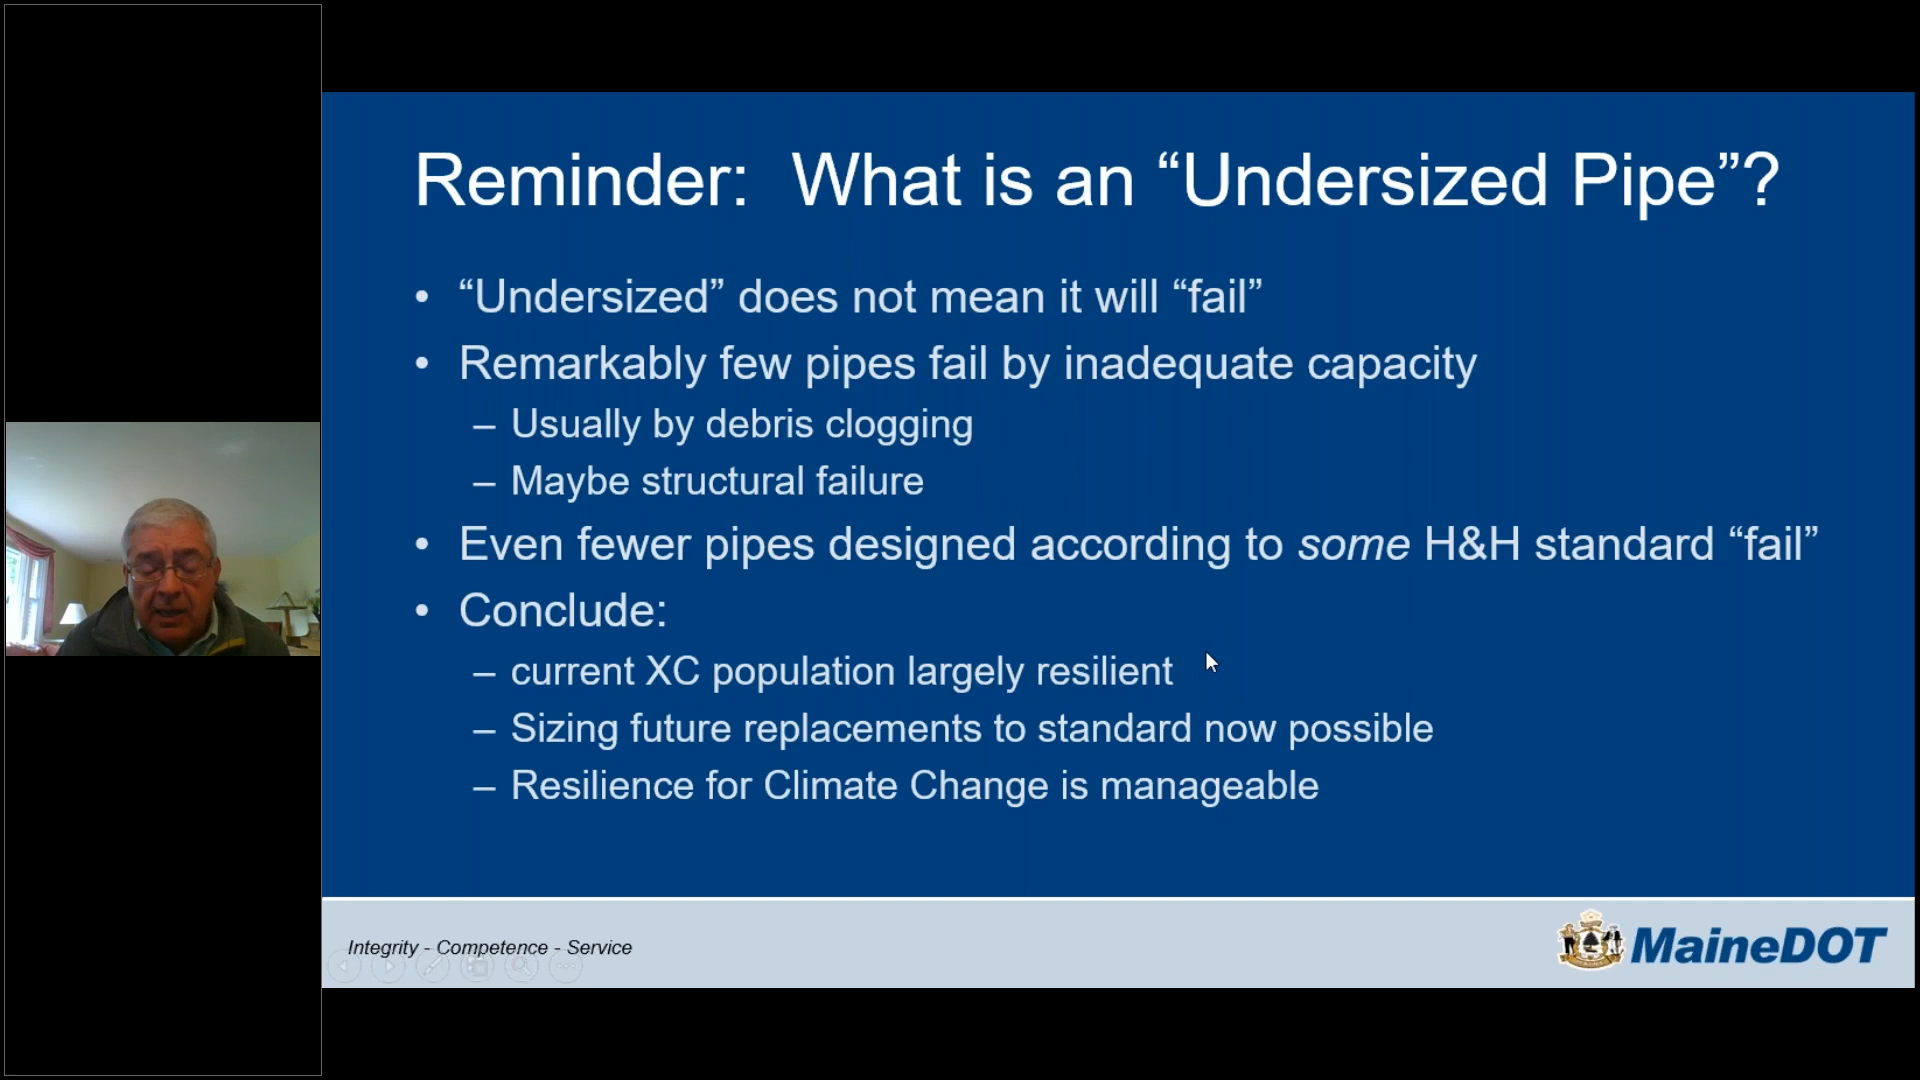 Reminder:  What is an “Undersized Pipe”?
• “Undersized” does not mean it will “fail”
• Remarkably few pipes fail by inadequate capacity
– Usually by debris clogging
– Maybe structural failure
• Even fewer pipes designed according to some H&H standard “fail”
• Conclude:
– current XC population largely resilient
– Sizing future replacements to standard now possible
– Resilience for Climate Change is manageable
Integrity - Competence - Service
MaineDOT